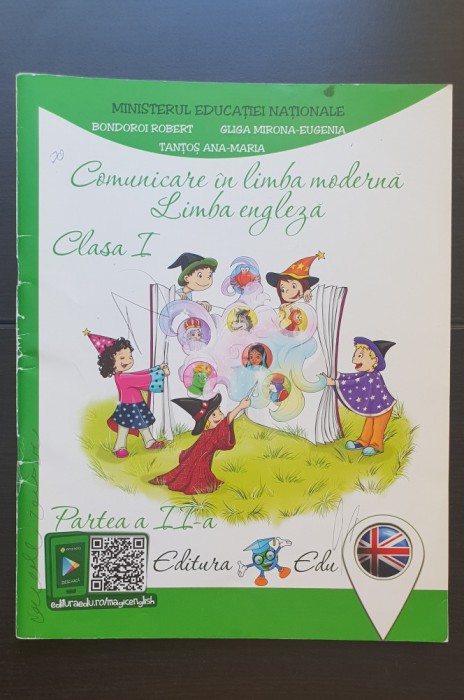 MINISTERUL EDUCAȚIEI NAȚIONALE
BONDOROI ROBERT GLIGA MIRONA-EUGENIA
TANȚOȘ ANA-MARIA
Comunicare în limba modernă
Limba engleză
Clasa I
Partea a II-a
Editura Edu
edituraedu.ro/magicenglish